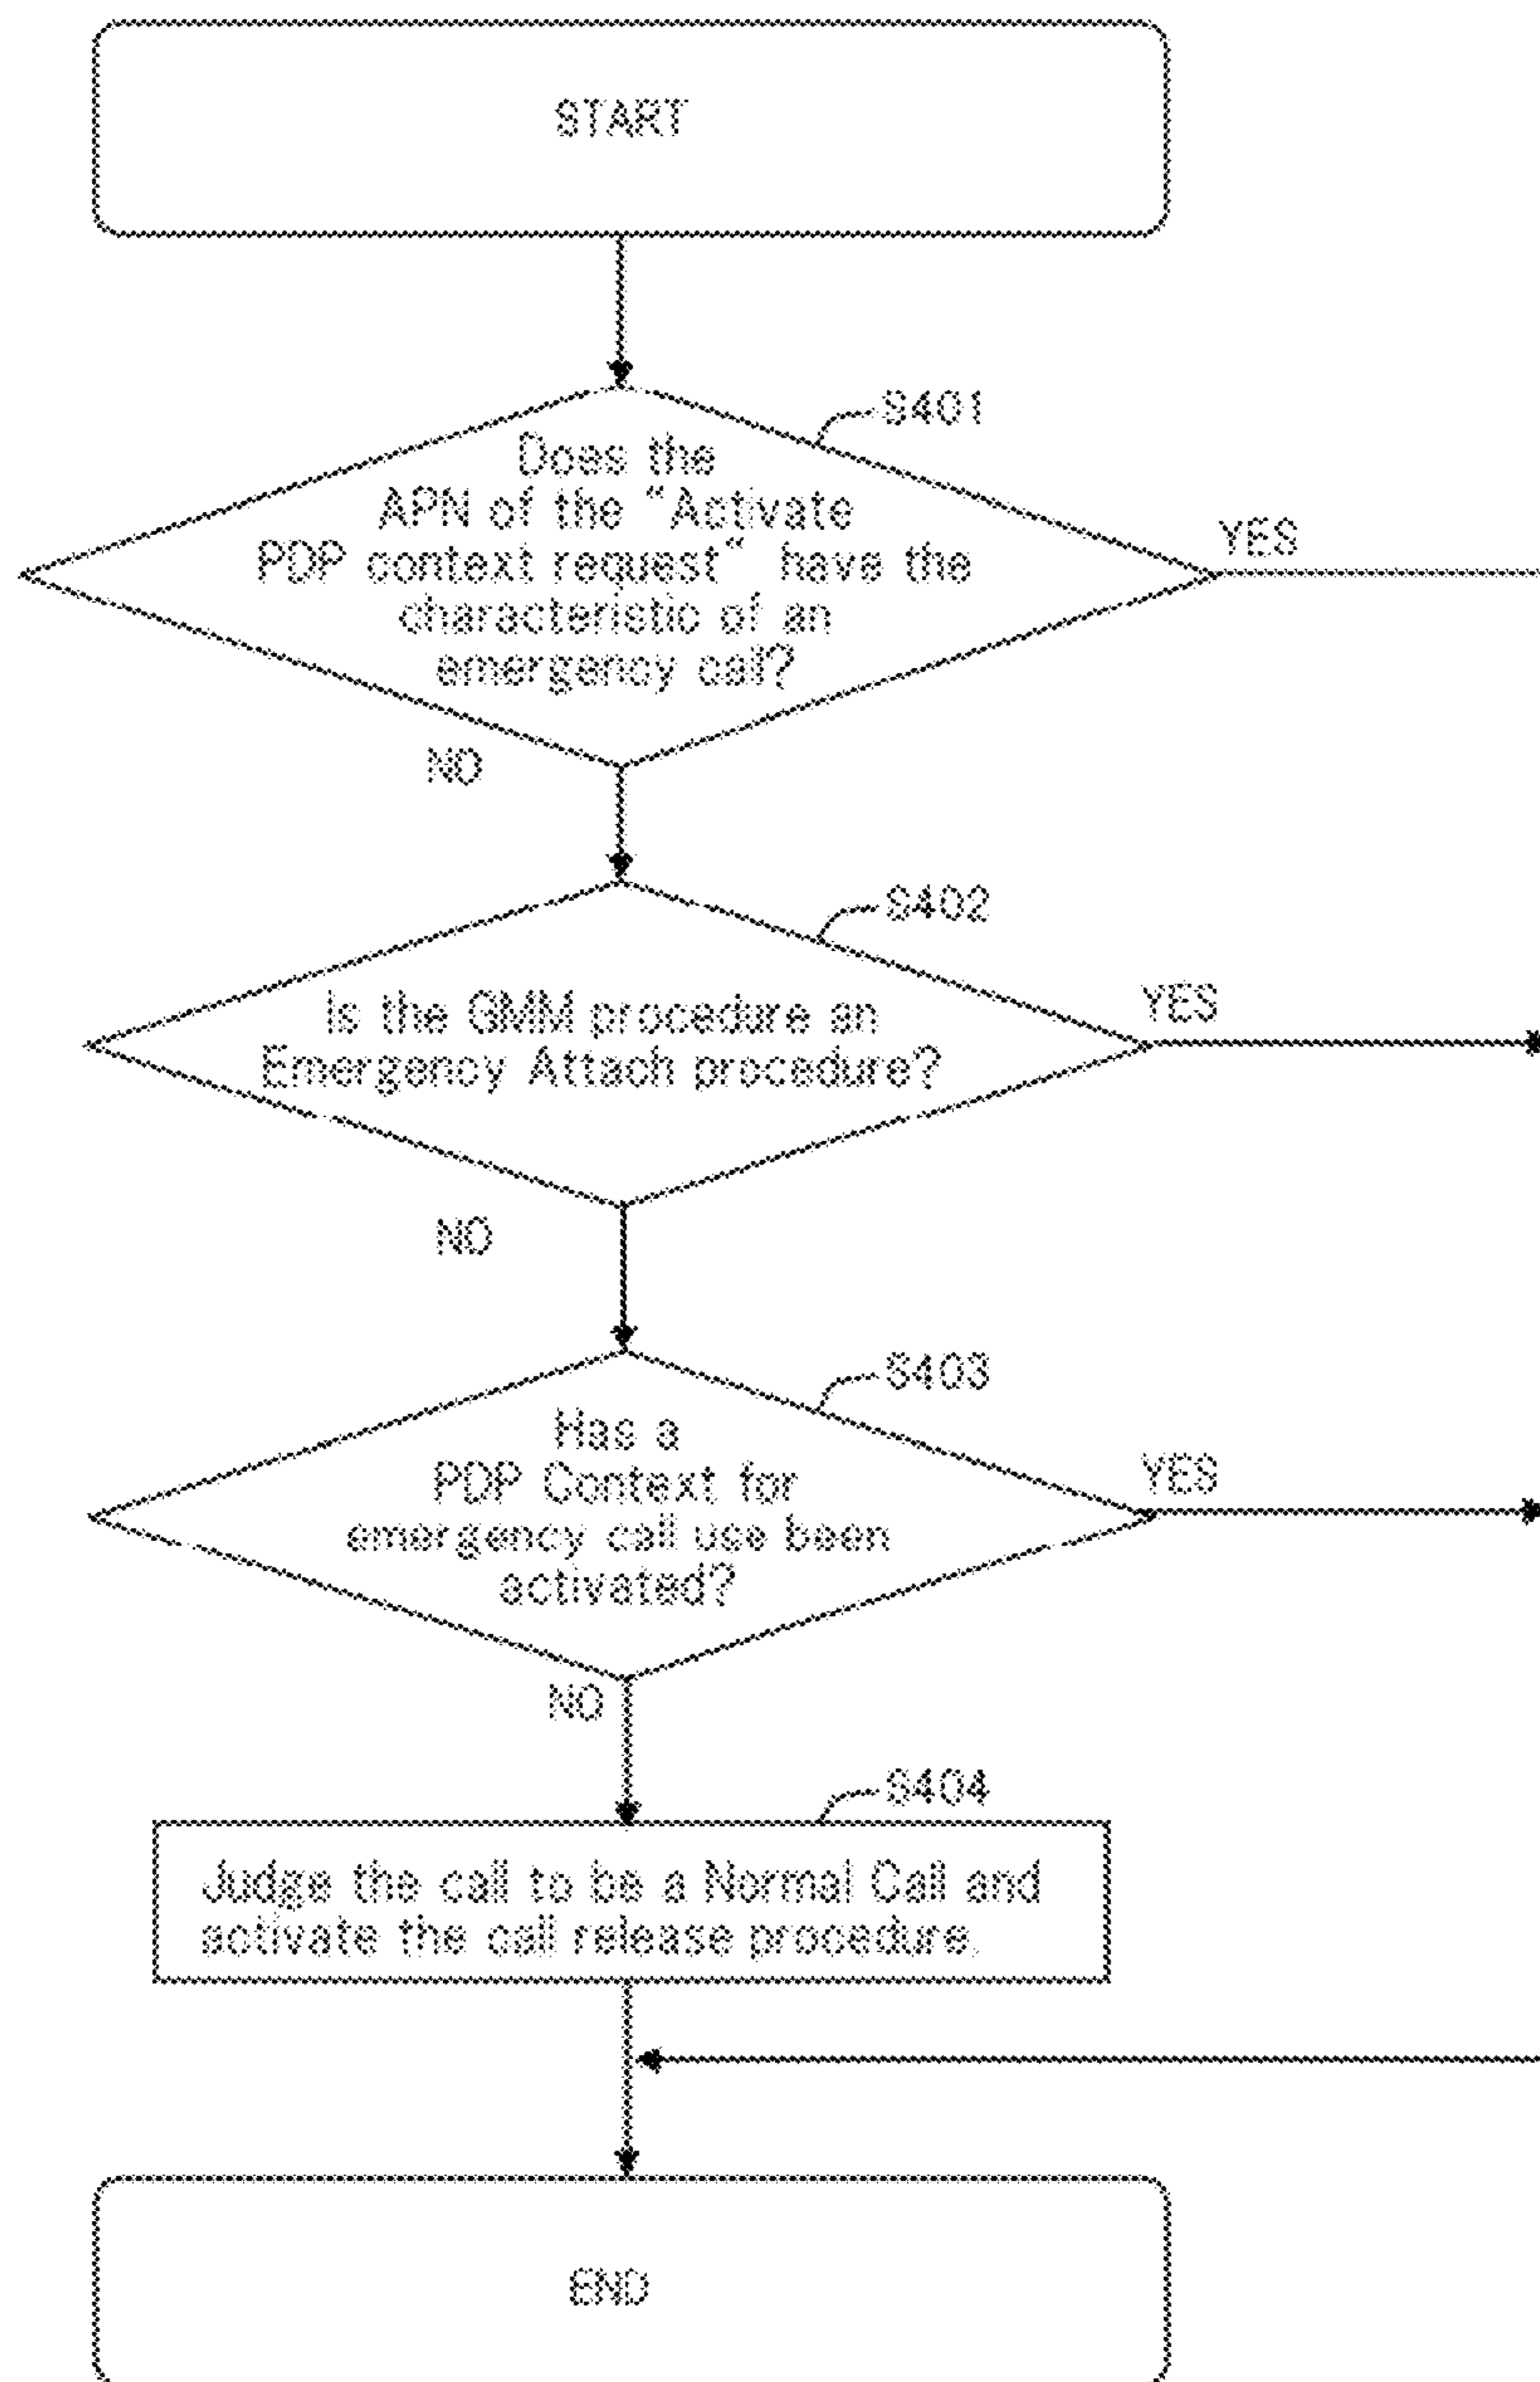 START
S401
Does the
APN of the "Activate
PDP context request" have the
characteristic of an
emergency call?
YES
NO
S402
Is the GMM procedure an
Emergency Attach procedure?
YES
NO
S403
Has a
PDP Context for
emergency call use been
activated?
YES
NO
S404
Judge the call to be a Normal Call and
activate the call release procedure.
END